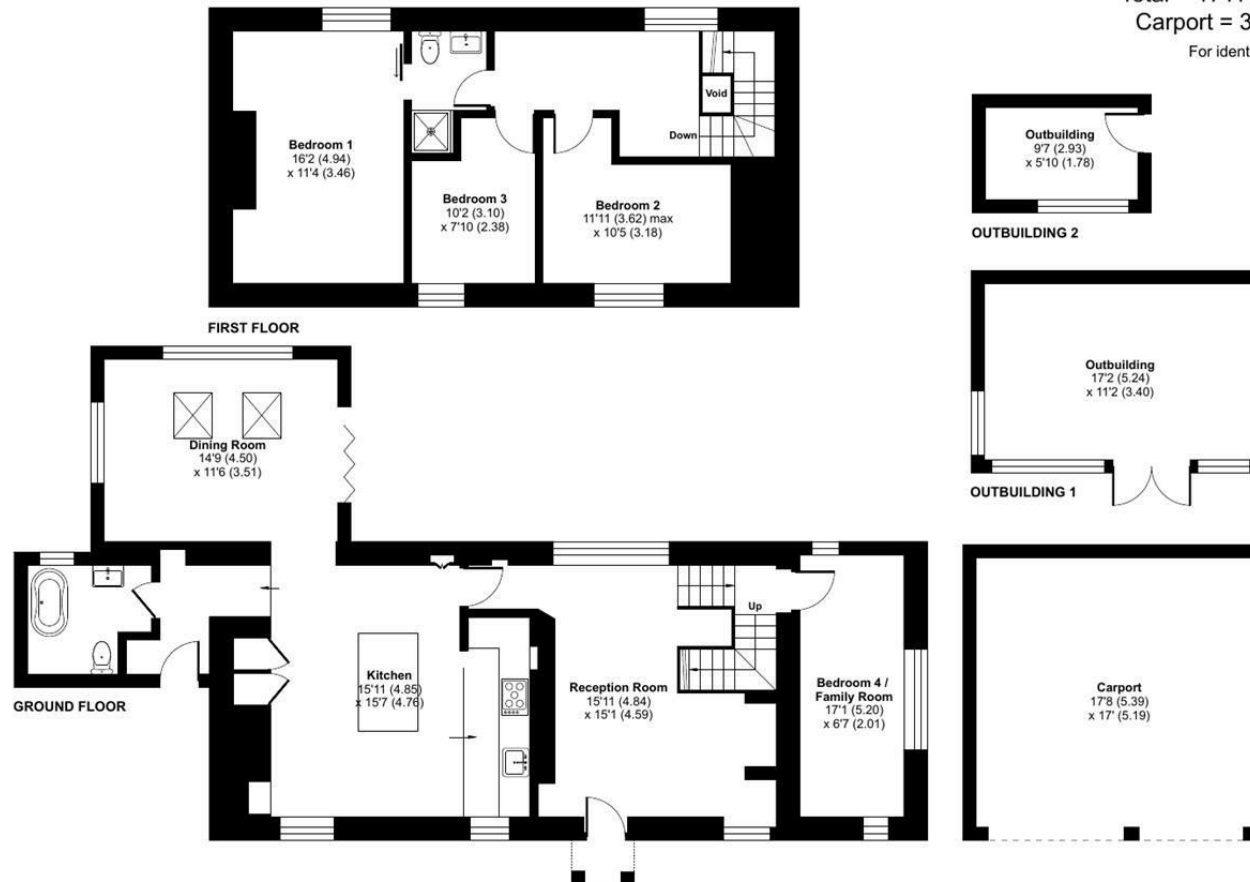 Carport = 3
For ident
Void
Down
Bedroom 1
16'2 (4.94)
x 11'4 (3.46)
Bedroom 3
10'2 (3.10)
x 7'10 (2.38)
Bedroom 2
11'11 (3.62) max
x 10'5 (3.18)
FIRST FLOOR
Outbuilding
9'7 (2.93)
x 5'10 (1.78)
OUTBUILDING 2
Outbuilding
17'2 (5.24)
x 11'2 (3.40)
OUTBUILDING 1
Dining Room
14'9 (4.50)
x 11'6 (3.51)
Up
Kitchen
15'11 (4.85)
x 15'7 (4.76)
Reception Room
15'11 (4.84)
x 15'1 (4.59)
Bedroom 4 /
Family Room
17'1 (5.20)
x 6'7 (2.01)
GROUND FLOOR
Carport
17'8 (5.39)
x 17' (5.19)